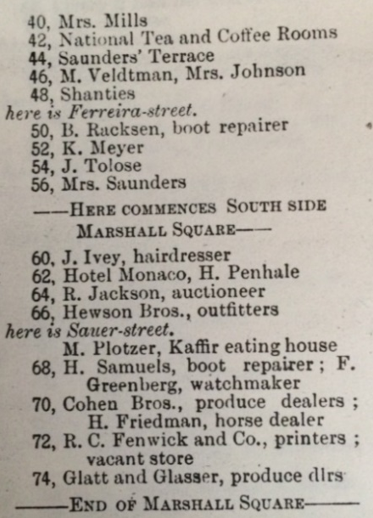 40, Mrs. Mills
42, National Tea and Coffee Rooms
44, Saunders' Terrace
46, M. Veldtman, Mrs. Johnson
48, Shanties
here is Ferreira-street.
50, B. Racksen, boot repairer
52, K. Meyer
54, J. Tolose
56, Mrs. Saunders
——HERE COMMENCES SOUTH SIDE
MARSHALL SQUARE——
60, J. Ivey, hairdresser
62, Hotel Monaco, H. Penhale
64, R. Jackson, auctioneer
66, Hewson Bros., outfitters
here is Sauer-street.
M. Plotzer, Kaffir eating house
68, H. Samuels, boot repairer ; F.
Greenberg, watchmaker
70, Cohen Bros., produce dealers ;
H. Friedman, horse dealer
72, R. C. Fenwick and Co., printers ;
vacant store
74, Glatt and Glasser, produce dlrs
——END OF MARSHALL SQUARE——